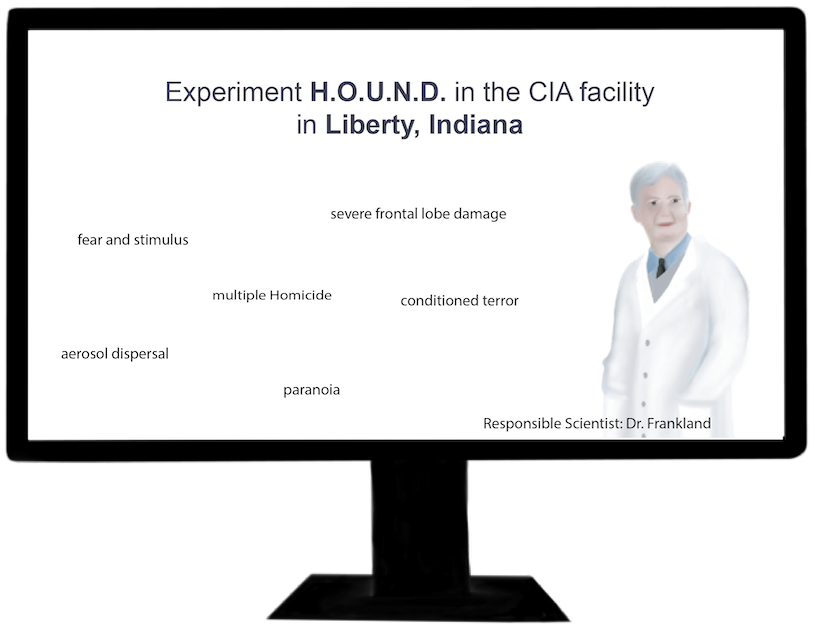 Experiment H.O.U.N.D. in the CIA facility
in Liberty, Indiana
severe frontal lobe damage
fear and stimulus
multiple Homicide
conditioned terror
aerosol dispersal
paranoia
Responsible Scientist: Dr. Frankland